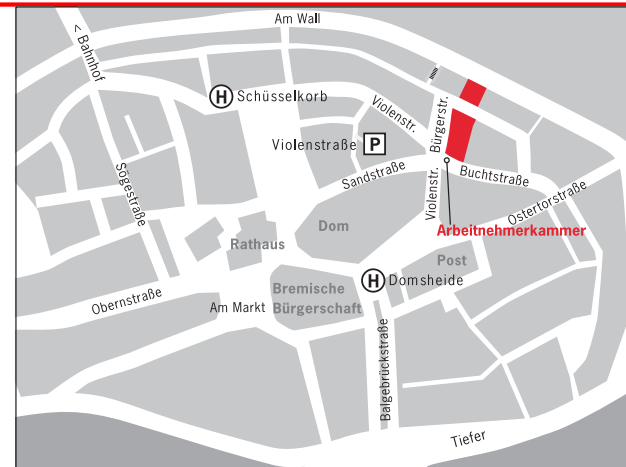 Am Wall
< Bahnhof
H Schüsselkorb
Violenstr.
Bürgerstr.
Violenstraße P
Sandstraße
Buchtstraße
Sögestraße
Violenstr.
Ostertorstraße
Dom
Arbeitnehmerkammer
Rathaus
Post
H Domsheide
Obernstraße
Bremische
Bürgerschaft
Am Markt
Balgebrückstraße
Tiefer